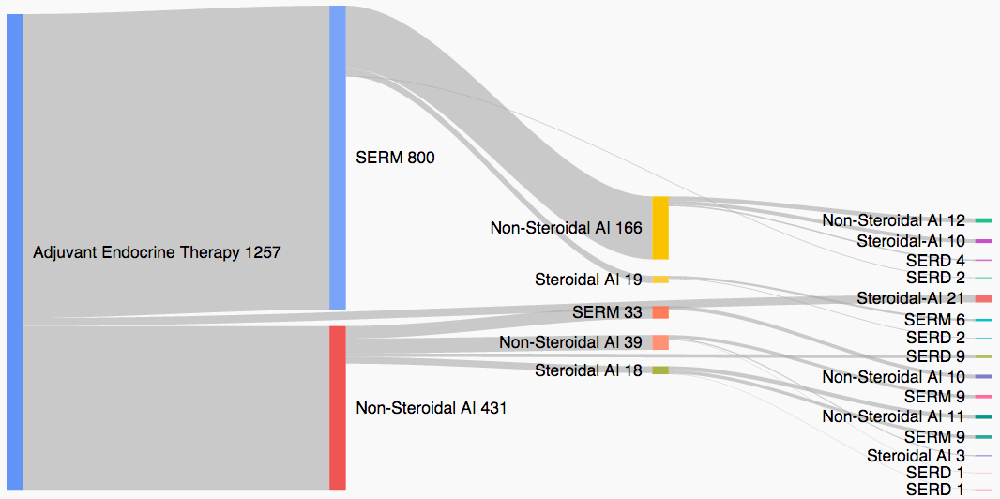 Adjuvant Endocrine Therapy 1257
SERM 800
Non-Steroidal AI 431
Non-Steroidal AI 166
Steroidal AI 19
SERM 33
Non-Steroidal AI 39
Steroidal AI 18
Non-Steroidal AI 12
Steroidal-AI 10
SERD 4
SERD 2
Steroidal-AI 21
SERM 6
SERD 2
SERD 9
Non-Steroidal AI 10
SERM 9
Non-Steroidal AI 11
SERM 9
Steroidal AI 3
SERD 1
SERD 1